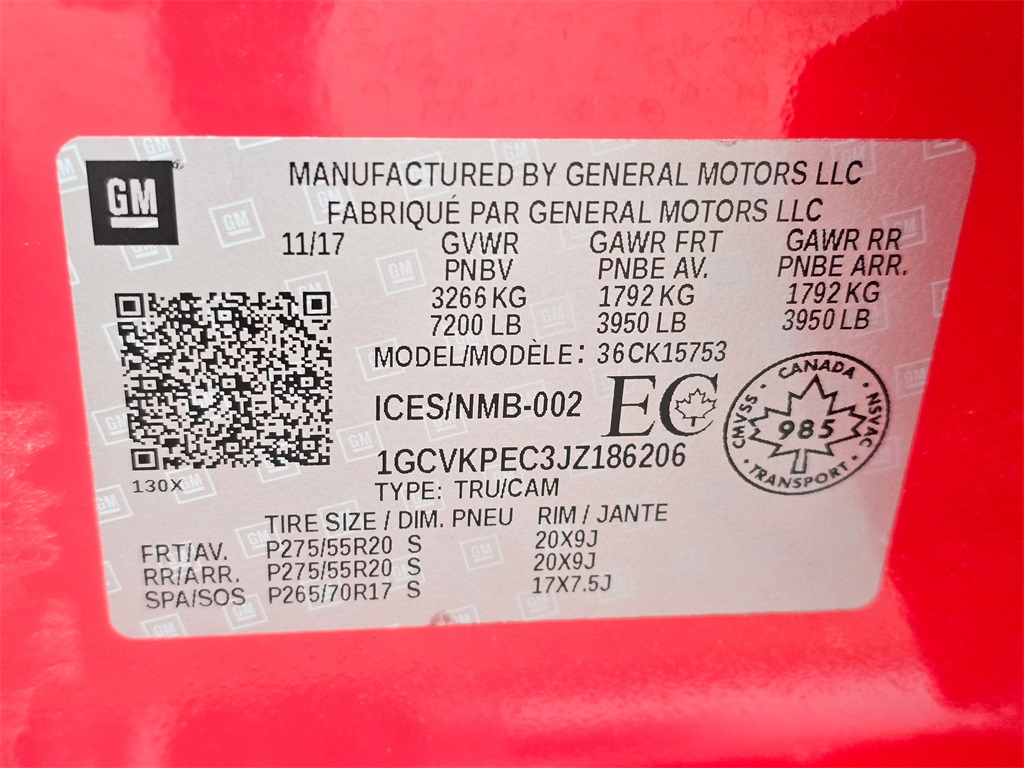 GM
MANUFACTURED BY GENERAL MOTORS LLC
FABRIQUÉ PAR GENERAL MOTORS LLC
11/17 GVWR GAWR FRT GAWR RR
PNBV PNBE AV. PNBE ARR.
3266 KG 1792 KG 1792 KG
7200 LB 3950 LB 3950 LB
MODEL/MODÈLE: 36CK15753
ICES/NMB-002 EC
CANADA
CMVSS 985 NSVAC
TRANSPORT
1GCVKPEC3JZ186206
130X
TYPE: TRU/CAM
TIRE SIZE / DIM. PNEU RIM / JANTE
FRT/AV. P275/55R20 S 20X9J
RR/ARR. P275/55R20 S 20X9J
SPA/SOS P265/70R17 S 17X7.5J